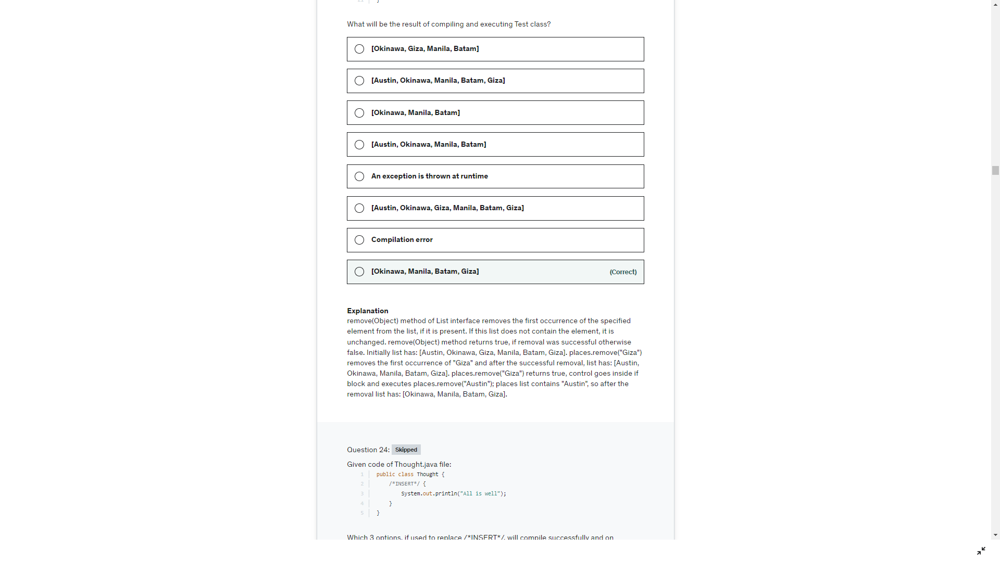 }
What will be the result of compiling and executing Test class?
[Okinawa, Giza, Manila, Batam]
[Austin, Okinawa, Manila, Batam, Giza]
[Okinawa, Manila, Batam]
[Austin, Okinawa, Manila, Batam]
An exception is thrown at runtime
[Austin, Okinawa, Giza, Manila, Batam, Giza]
Compilation error
[Okinawa, Manila, Batam, Giza] (Correct)
Explanation
remove(Object) method of List interface removes the first occurrence of the specified
element from the list, if it is present. If this list does not contain the element, it is
unchanged. remove(Object) method returns true, if removal was successful otherwise
false. Initially list has: [Austin, Okinawa, Giza, Manila, Batam, Giza]. places.remove("Giza")
removes the first occurrence of "Giza" and after the successful removal, list has: [Austin,
Okinawa, Manila, Batam, Giza]. places.remove("Giza") returns true, control goes inside if
block and executes places.remove("Austin"); places list contains "Austin", so after the
removal list has: [Okinawa, Manila, Batam, Giza].
Question 24: Skipped
Given code of Thought.java file:
1 public class Thought {
2 /*INSERT*/ {
3 System.out.println("All is well");
4 }
5 }
Which 3 options, if used to replace /*INSERT*/, will compile successfully and on